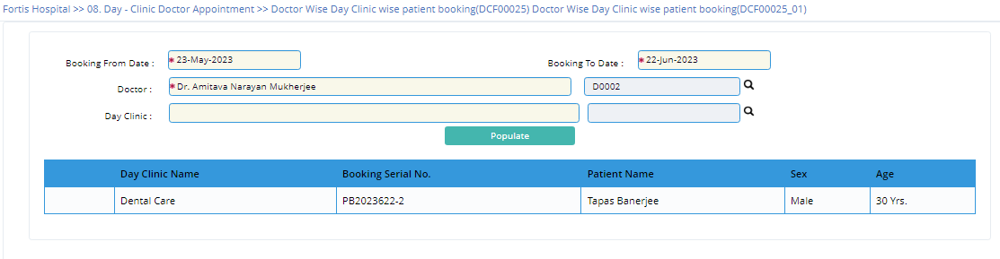 Fortis Hospital >> 08. Day - Clinic Doctor Appointment >> Doctor Wise Day Clinic wise patient booking(DCF00025) Doctor Wise Day Clinic wise patient booking(DCF00025_01)
Booking From Date : * 23-May-2023 Booking To Date : * 22-Jun-2023
Doctor : * Dr. Amitava Narayan Mukherjee D0002
Day Clinic :
Populate
Day Clinic Name Booking Serial No. Patient Name Sex Age
Dental Care PB2023622-2 Tapas Banerjee Male 30 Yrs.